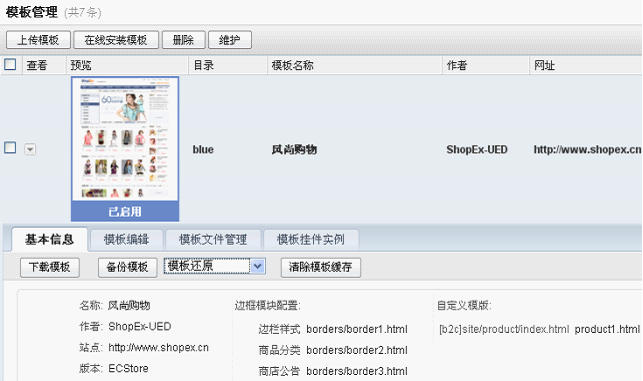 模板管理 (共7条)
上传模板 在线安装模板 删除 维护
查看 预览 目录 模板名称 作者 网址
blue 风尚购物 ShopEx-UED http://www.shopex.cn
已启用
基本信息 模板编辑 模板文件管理 模板挂件实例
下载模板 备份模板 模板还原 清除模板缓存
名称: 风尚购物 边框模块配置: 自定义模版:
作者: ShopEx-UED 边栏样式 borders/border1.html [b2c]site/product/index.html product1.html
站点: http://www.shopex.cn 商品分类 borders/border2.html
版本: ECStore 商店公告 borders/border3.html